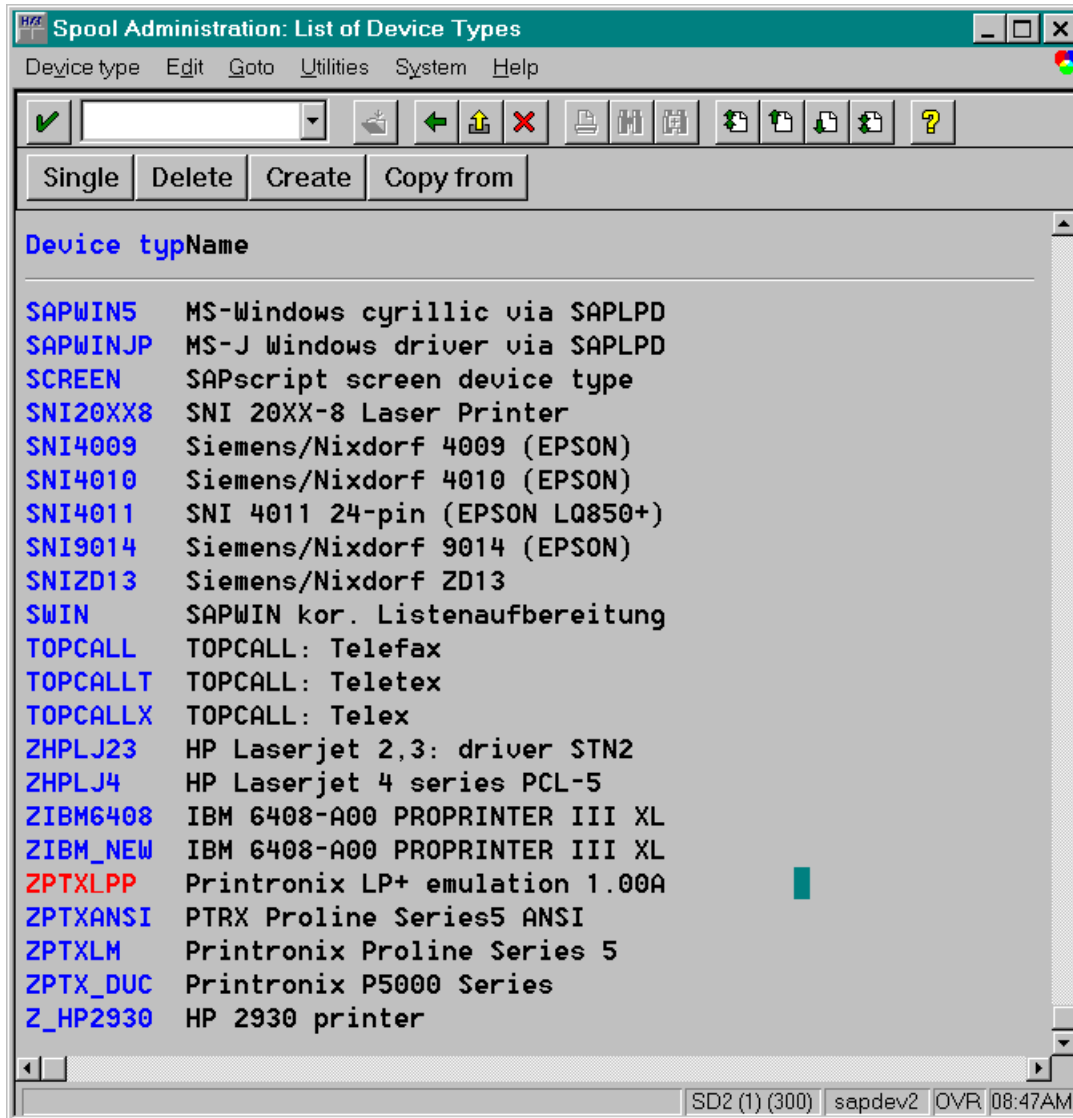 Spool Administration: List of Device Types
Device type Edit Goto Utilities System Help
Single Delete Create Copy from
Device typName
SAPWIN5 MS-Windows cyrillic via SAPLPD
SAPWINJP MS-J Windows driver via SAPLPD
SCREEN SAPscript screen device type
SNI20XX8 SNI 20XX-8 Laser Printer
SNI4009 Siemens/Nixdorf 4009 (EPSON)
SNI4010 Siemens/Nixdorf 4010 (EPSON)
SNI4011 SNI 4011 24-pin (EPSON LQ850+)
SNI9014 Siemens/Nixdorf 9014 (EPSON)
SNIZD13 Siemens/Nixdorf ZD13
SWIN SAPWIN kor. Listenaufbereitung
TOPCALL TOPCALL: Telefax
TOPCALLT TOPCALL: Teletex
TOPCALLX TOPCALL: Telex
ZHPLJ23 HP Laserjet 2,3: driver STN2
ZHPLJ4 HP Laserjet 4 series PCL-5
ZIBM6408 IBM 6408-A00 PROPRINTER III XL
ZIBM_NEW IBM 6408-A00 PROPRINTER III XL
ZPTXLPP Printronix LP+ emulation 1.00A
ZPTXANSI PTRX Proline Series5 ANSI
ZPTXLM Printronix Proline Series 5
ZPTX_DUC Printronix P5000 Series
Z_HP2930 HP 2930 printer
SD2 (1) (300) sapdev2 OVR 08:47AM